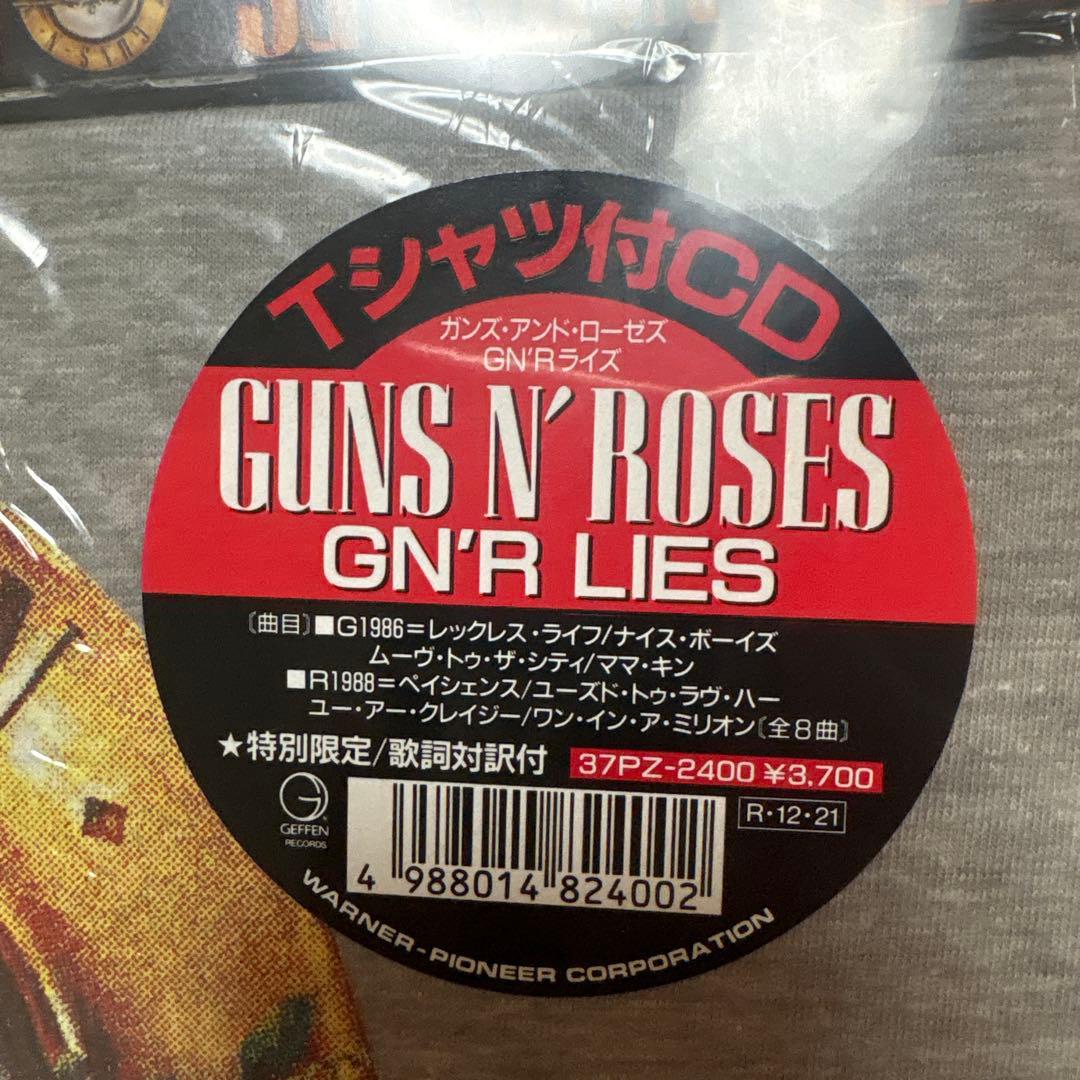 Tシャツ付CD
ガンズ・アンド・ローゼズ
GN'Rライズ
GUNS N' ROSES
GN'R LIES
〔曲目〕■G1986=レックレス・ライフ/ナイス・ボーイズ
ムーヴ・トゥ・ザ・シティ/ママ・キン
■R1988=ペイシェンス/ユーズド・トゥ・ラヴ・ハー
ユー・アー・クレイジー/ワン・イン・ア・ミリオン〔全8曲〕
★特別限定/歌詞対訳付 37PZ-2400 ¥3,700
R・12・21
GEFFEN
RECORDS
4 988014 824002
WARNER-PIONEER CORPORATION